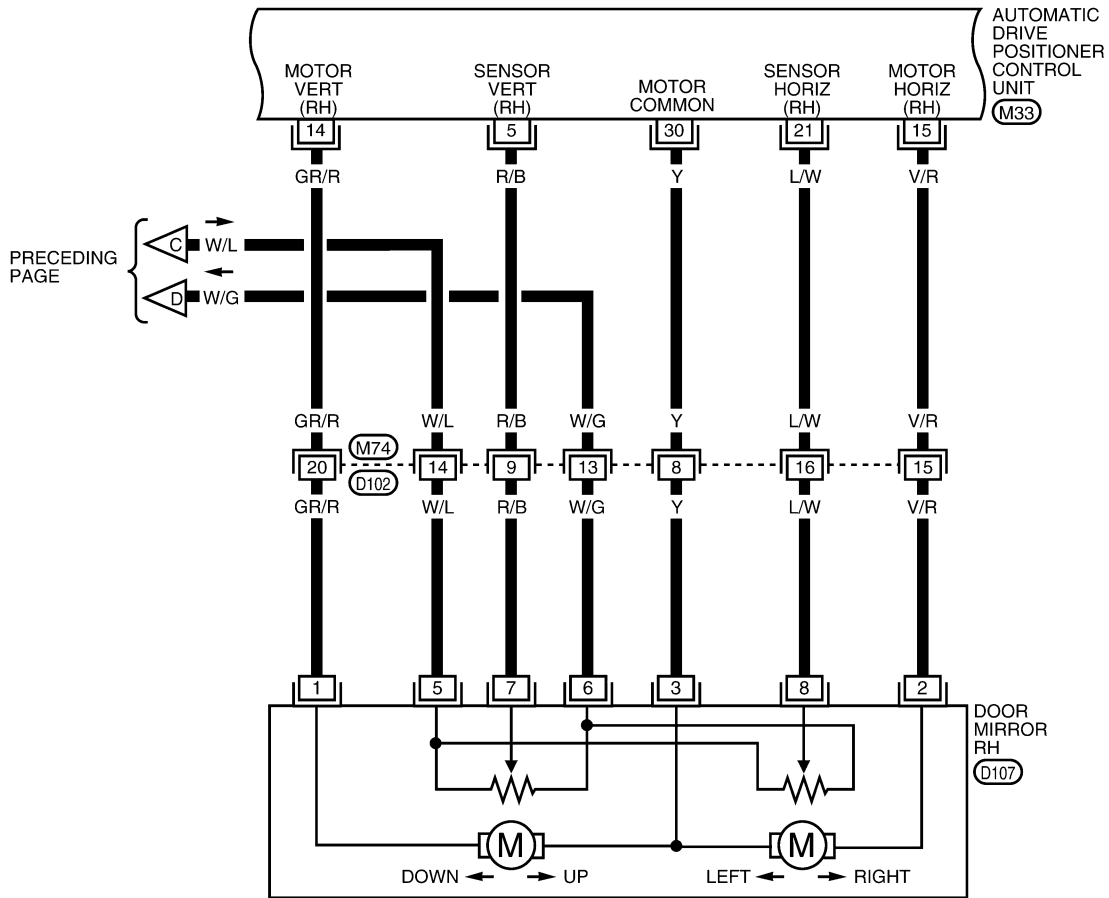 AUTOMATIC
DRIVE
POSITIONER
CONTROL
UNIT
M33
MOTOR
VERT
(RH)
SENSOR
VERT
(RH)
MOTOR
COMMON
SENSOR
HORIZ
(RH)
MOTOR
HORIZ
(RH)
14 5 30 21 15
GR/R R/B Y L/W V/R
PRECEDING
PAGE
C W/L
D W/G
GR/R W/L R/B W/G Y L/W V/R
M74
20 14 9 13 8 16 15
D102
GR/R W/L R/B W/G Y L/W V/R
1 5 7 6 3 8 2
DOOR
MIRROR
RH
D107
M M
DOWN UP LEFT RIGHT